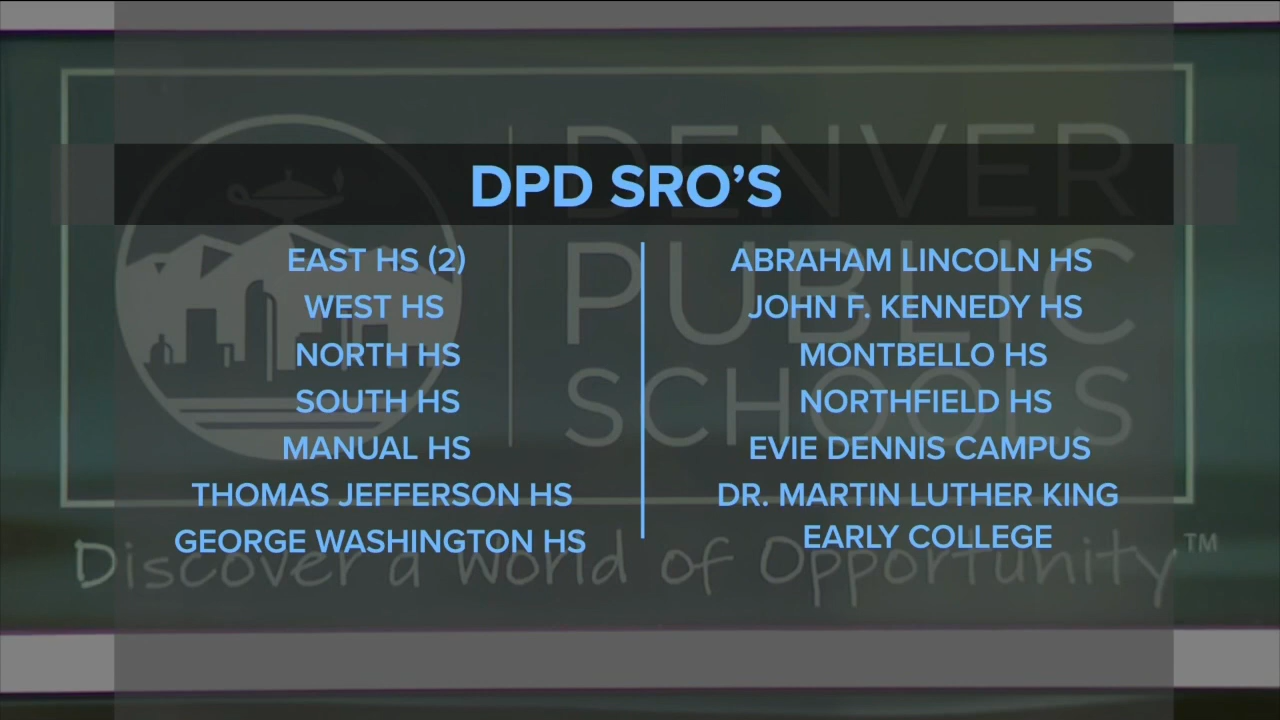 DPD SRO’S
EAST HS (2)
WEST HS
NORTH HS
SOUTH HS
MANUAL HS
THOMAS JEFFERSON HS
GEORGE WASHINGTON HS
ABRAHAM LINCOLN HS
JOHN F. KENNEDY HS
MONTBELLO HS
NORTHFIELD HS
EVIE DENNIS CAMPUS
DR. MARTIN LUTHER KING
EARLY COLLEGE
DENVER
PUBLIC
SCHOOLS
Discover a World of Opportunity™